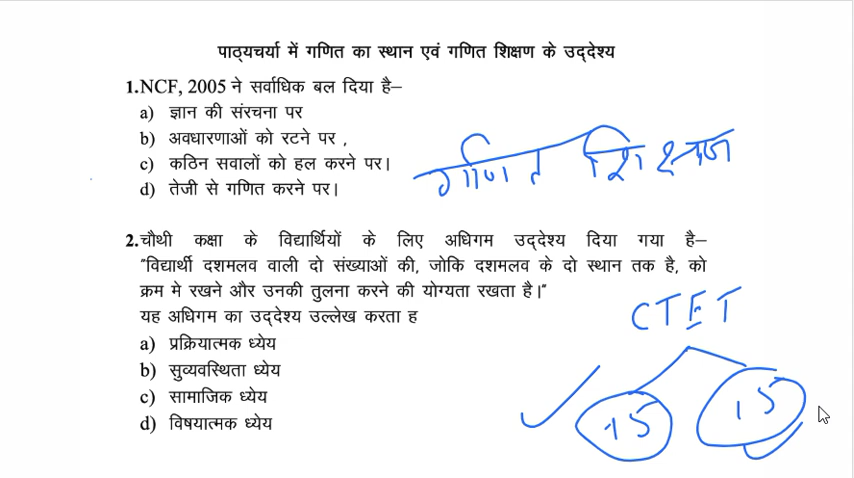 पाठ्यचर्या में गणित का स्थान एवं गणित शिक्षण के उद्देश्य
1.NCF, 2005 ने सर्वाधिक बल दिया है–
a) ज्ञान की संरचना पर
b) अवधारणाओं को रटने पर ,
c) कठिन सवालों को हल करने पर।
d) तेजी से गणित करने पर।
गणित शिक्षण
2.चौथी कक्षा के विद्यार्थियों के लिए अधिगम उद्देश्य दिया गया है–
"विद्यार्थी दशमलव वाली दो संख्याओं की, जोकि दशमलव के दो स्थान तक है, को
क्रम मे रखने और उनकी तुलना करने की योग्यता रखता है।"
यह अधिगम का उद्देश्य उल्लेख करता ह
CTET
a) प्रक्रियात्मक ध्येय
b) सुव्यवस्थिता ध्येय
c) सामाजिक ध्येय
d) विषयात्मक ध्येय
15 15